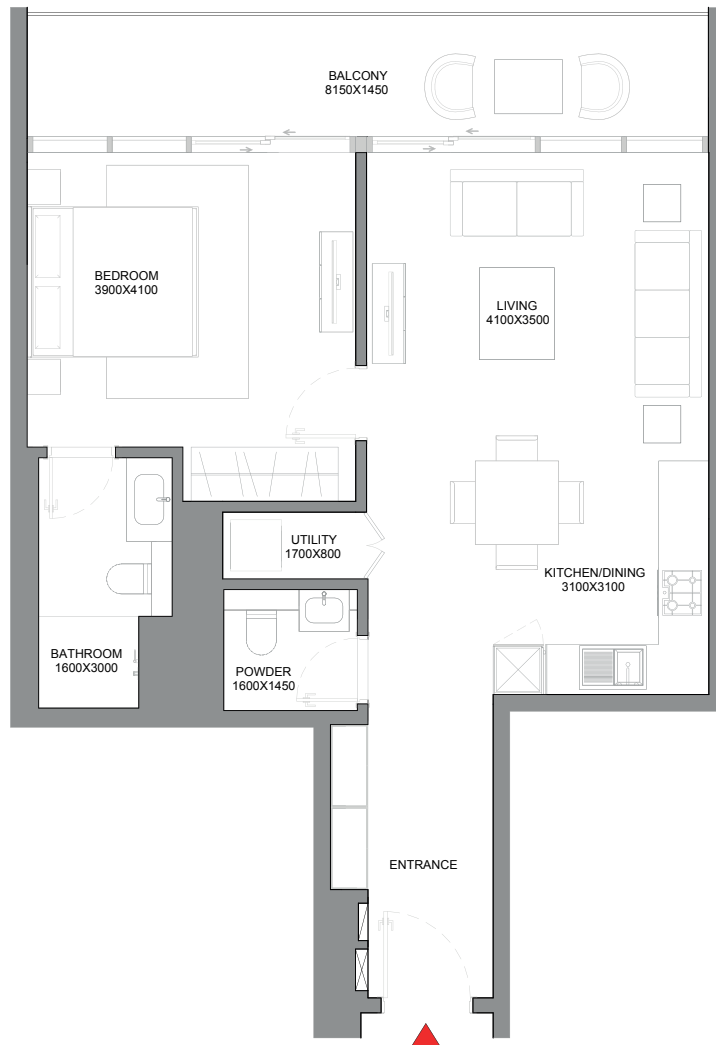 BALCONY
8150X1450
BEDROOM
3900X4100
LIVING
4100X3500
UTILITY
1700X800
KITCHEN/DINING
3100X3100
BATHROOM
1600X3000
POWDER
1600X1450
ENTRANCE